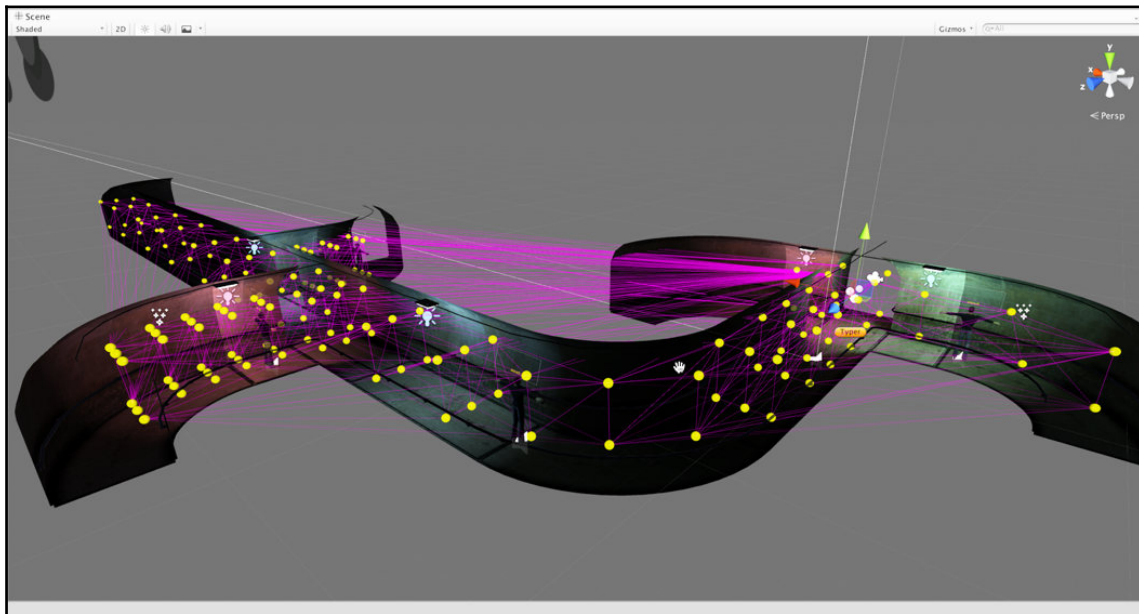 Scene
Shaded
2D
Gizmos
All
y
x
z
Persp
Typer